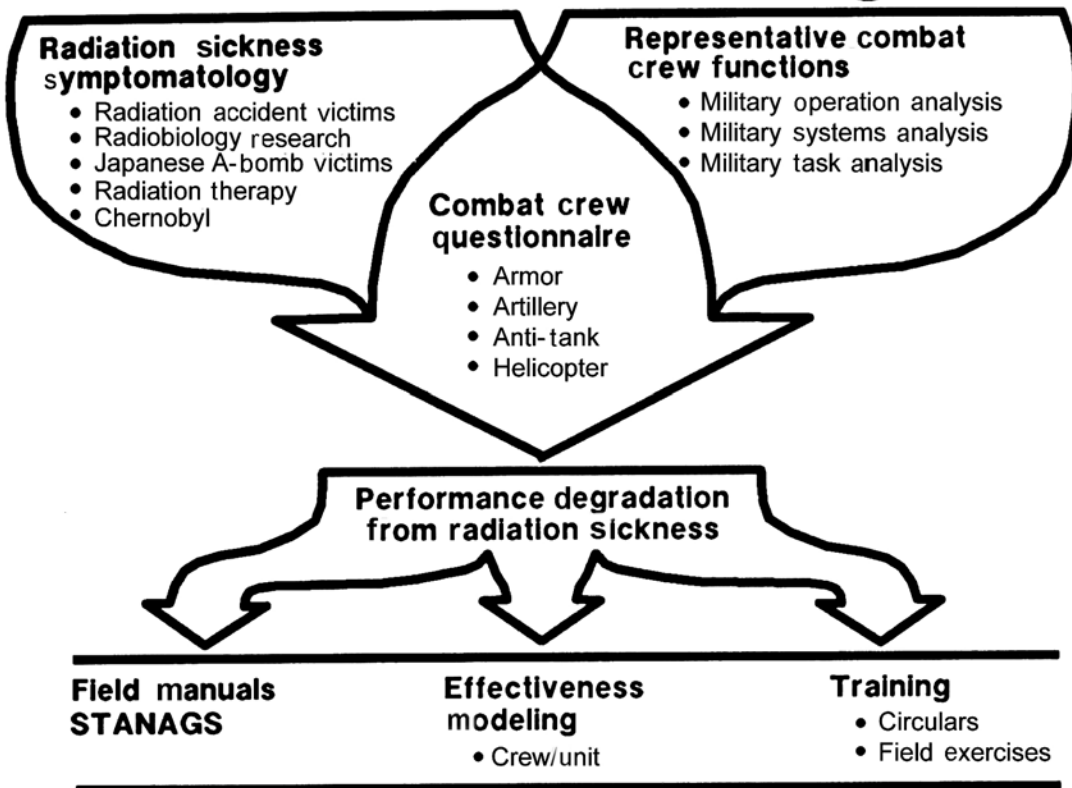 Radiation sickness
symptomatology
• Radiation accident victims
• Radiobiology research
• Japanese A-bomb victims
• Radiation therapy
• Chernobyl
Representative combat
crew functions
• Military operation analysis
• Military systems analysis
• Military task analysis
Combat crew
questionnaire
• Armor
• Artillery
• Anti-tank
• Helicopter
Performance degradation
from radiation sickness
Field manuals
STANAGS
Effectiveness
modeling
• Crew/unit
Training
• Circulars
• Field exercises